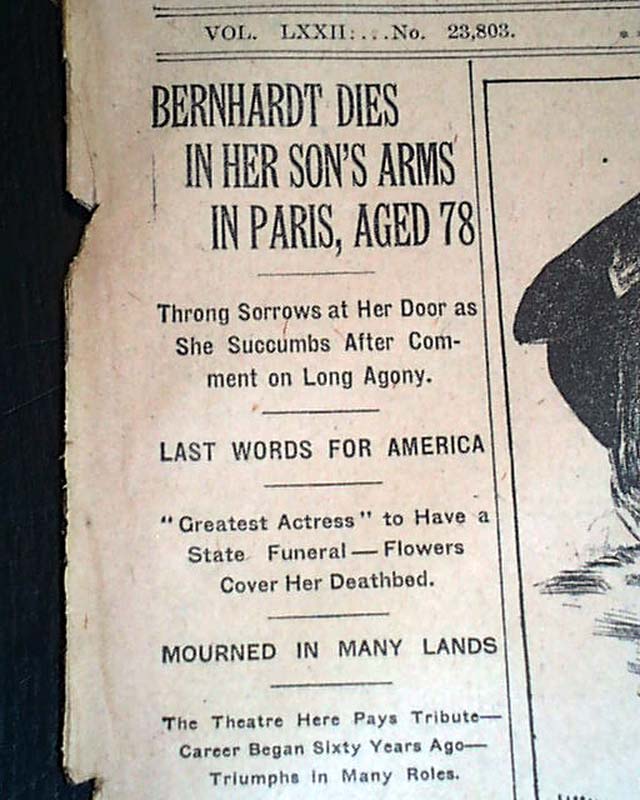 VOL. LXXII:...No. 23,803.
BERNHARDT DIES
IN HER SON'S ARMS
IN PARIS, AGED 78
Throng Sorrows at Her Door as
She Succumbs After Com-
ment on Long Agony.
LAST WORDS FOR AMERICA
"Greatest Actress" to Have a
State Funeral—Flowers
Cover Her Deathbed.
MOURNED IN MANY LANDS
The Theatre Here Pays Tribute—
Career Began Sixty Years Ago—
Triumphs in Many Roles.